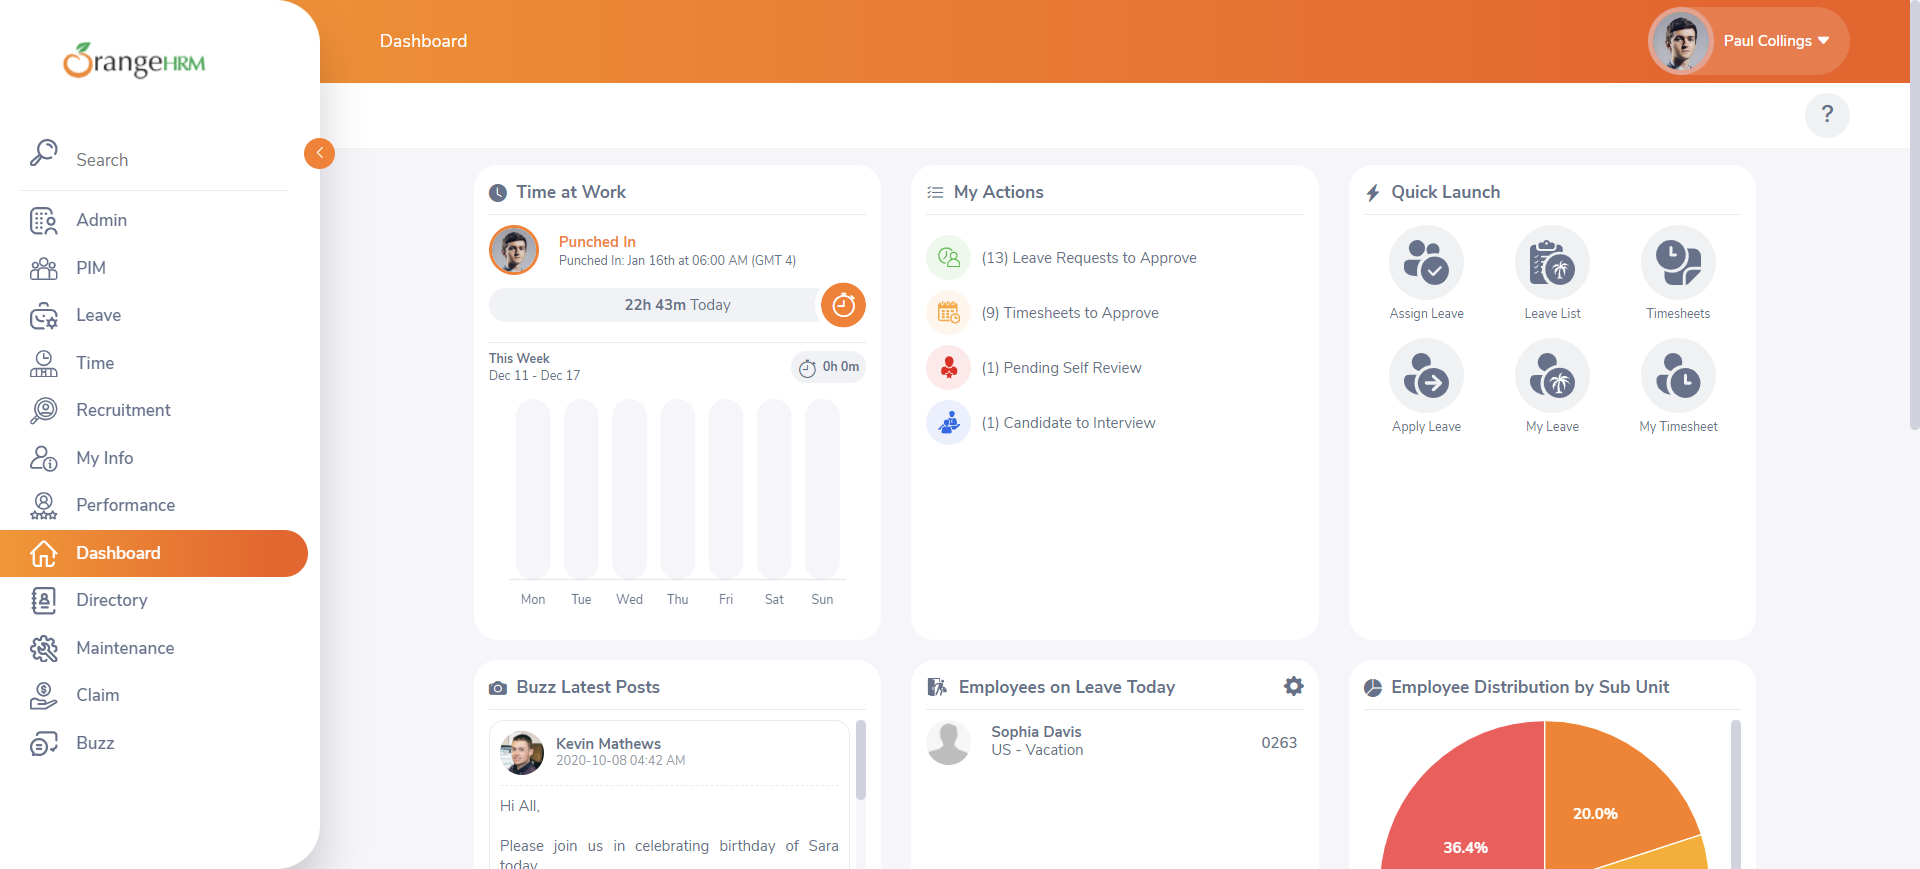 OrangeHRM
Search
Admin
PIM
Leave
Time
Recruitment
My Info
Performance
Dashboard
Directory
Maintenance
Claim
Buzz
Dashboard
Paul Collings
?
Time at Work
Punched In
Punched In: Jan 16th at 06:00 AM (GMT 4)
22h 43m Today
This Week
Dec 11 - Dec 17
0h 0m
Mon Tue Wed Thu Fri Sat Sun
My Actions
(13) Leave Requests to Approve
(9) Timesheets to Approve
(1) Pending Self Review
(1) Candidate to Interview
Quick Launch
Assign Leave
Leave List
Timesheets
Apply Leave
My Leave
My Timesheet
Buzz Latest Posts
Kevin Mathews
2020-10-08 04:42 AM
Hi All,
Please join us in celebrating birthday of Sara
today
Employees on Leave Today
Sophia Davis
US - Vacation
0263
Employee Distribution by Sub Unit
20.0%
36.4%